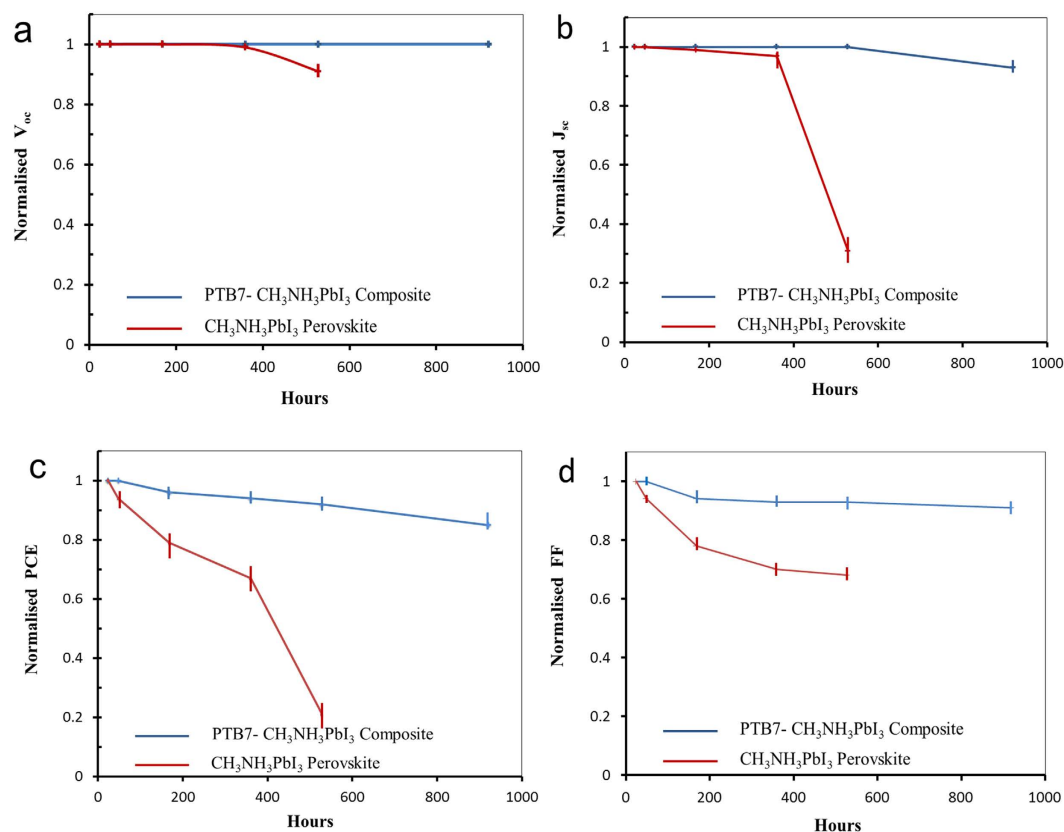 a
Normalised V_oc
1
0.8
0.6
0.4
0.2
0
0 200 400 600 800 1000
Hours
PTB7- CH₃NH₃PbI₃ Composite
CH₃NH₃PbI₃ Perovskite
b
Normalised J_sc
1
0.8
0.6
0.4
0.2
0
0 200 400 600 800 1000
Hours
PTB7- CH₃NH₃PbI₃ Composite
CH₃NH₃PbI₃ Perovskite
c
Normalised PCE
1
0.8
0.6
0.4
0.2
0
0 200 400 600 800 1000
Hours
PTB7- CH₃NH₃PbI₃ Composite
CH₃NH₃PbI₃ Perovskite
d
Normalised FF
1
0.8
0.6
0.4
0.2
0
0 200 400 600 800 1000
Hours
PTB7- CH₃NH₃PbI₃ Composite
CH₃NH₃PbI₃ Perovskite